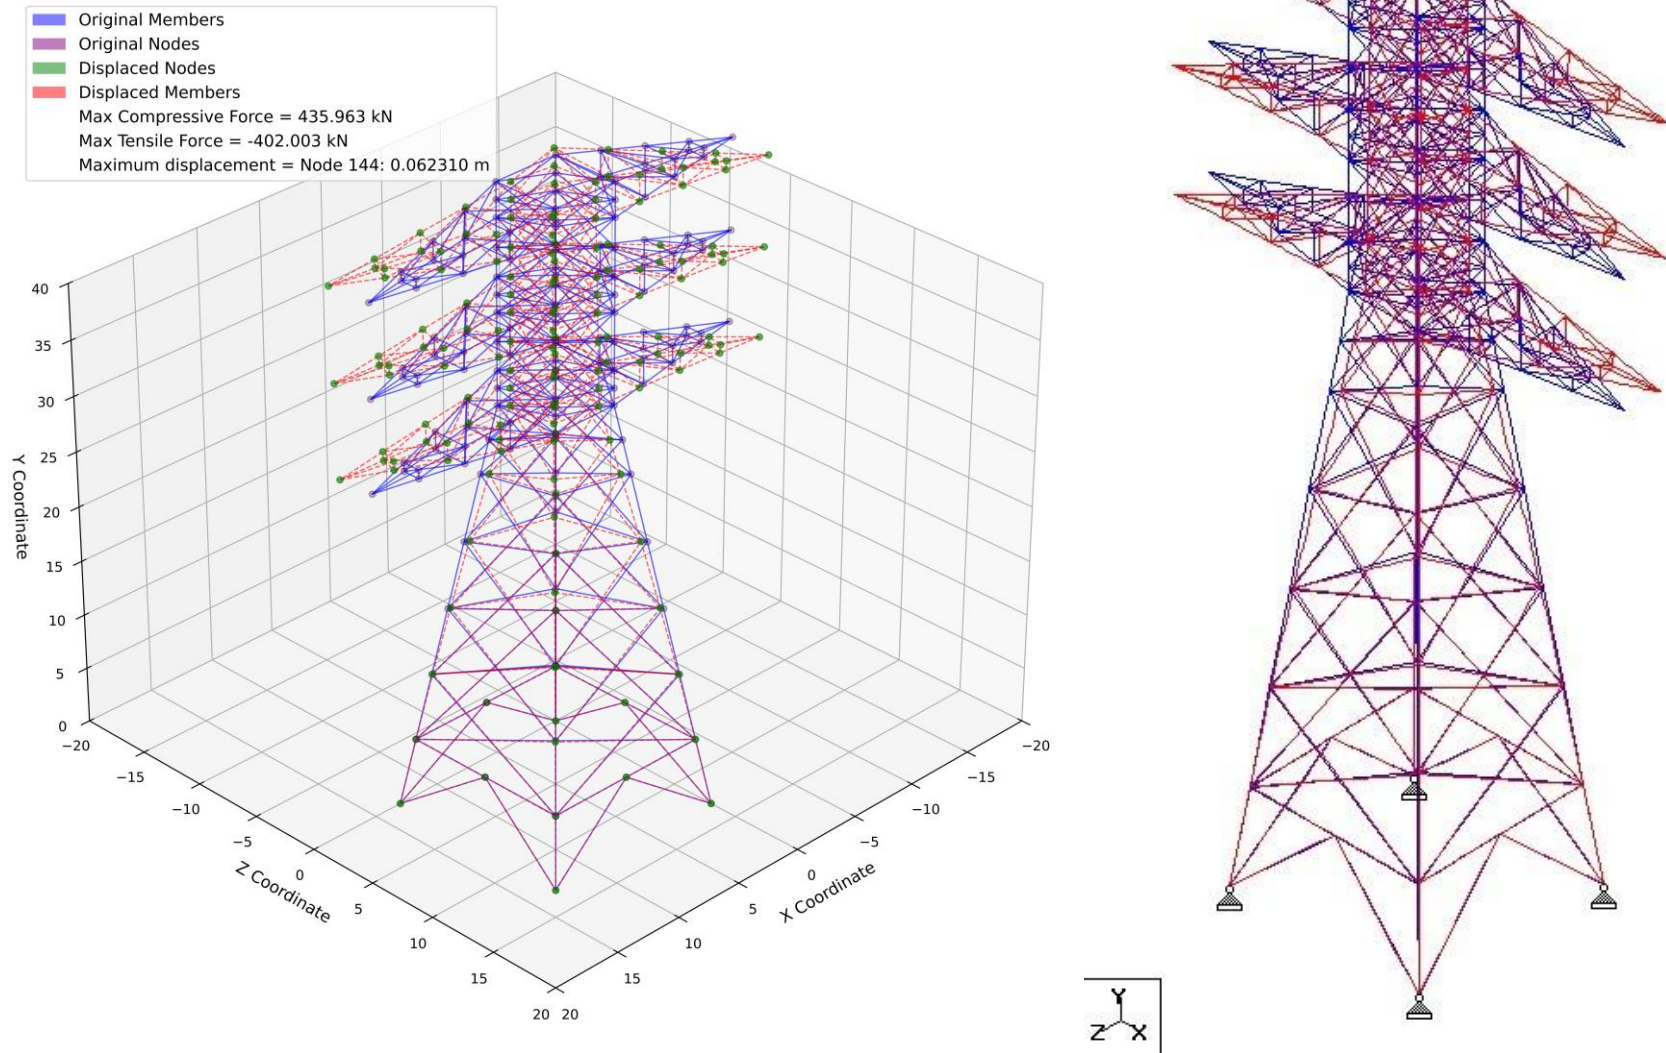 Original Members
Original Nodes
Displaced Nodes
Displaced Members
Max Compressive Force = 435.963 kN
Max Tensile Force = -402.003 kN
Maximum displacement = Node 144: 0.062310 m
40
35
30
25
20
15
10
5
0
Y Coordinate
−20
−15
−10
−5
0
5
10
15
20
Z Coordinate
20
15
10
5
0
−5
−10
−15
−20
X Coordinate
Y
Z X